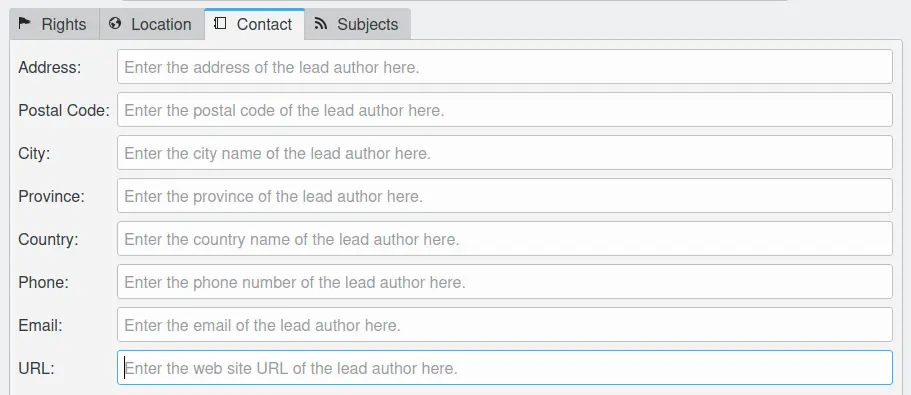 Rights Location Contact Subjects
Address: Enter the address of the lead author here.
Postal Code: Enter the postal code of the lead author here.
City: Enter the city name of the lead author here.
Province: Enter the province of the lead author here.
Country: Enter the country name of the lead author here.
Phone: Enter the phone number of the lead author here.
Email: Enter the email of the lead author here.
URL: Enter the web site URL of the lead author here.